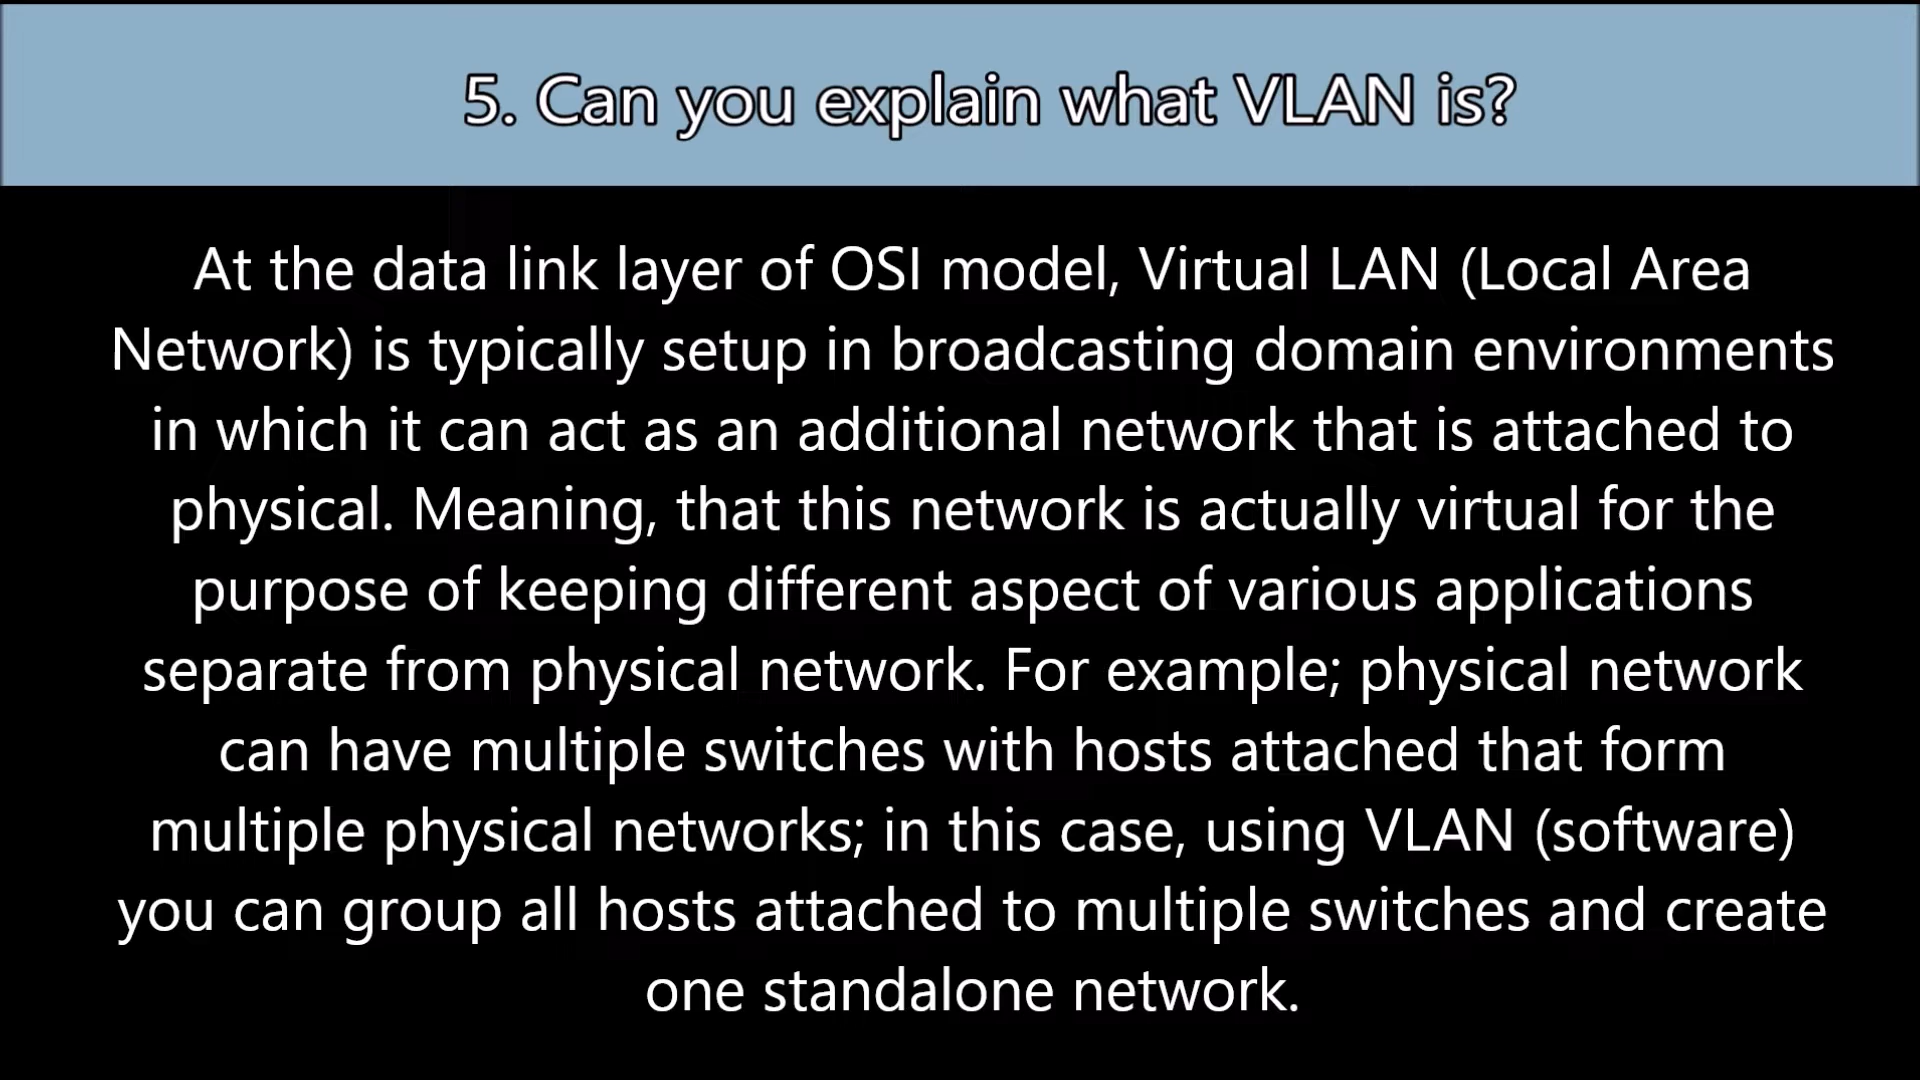 5. Can you explain what VLAN is?
At the data link layer of OSI model, Virtual LAN (Local Area
Network) is typically setup in broadcasting domain environments
in which it can act as an additional network that is attached to
physical. Meaning, that this network is actually virtual for the
purpose of keeping different aspect of various applications
separate from physical network. For example; physical network
can have multiple switches with hosts attached that form
multiple physical networks; in this case, using VLAN (software)
you can group all hosts attached to multiple switches and create
one standalone network.